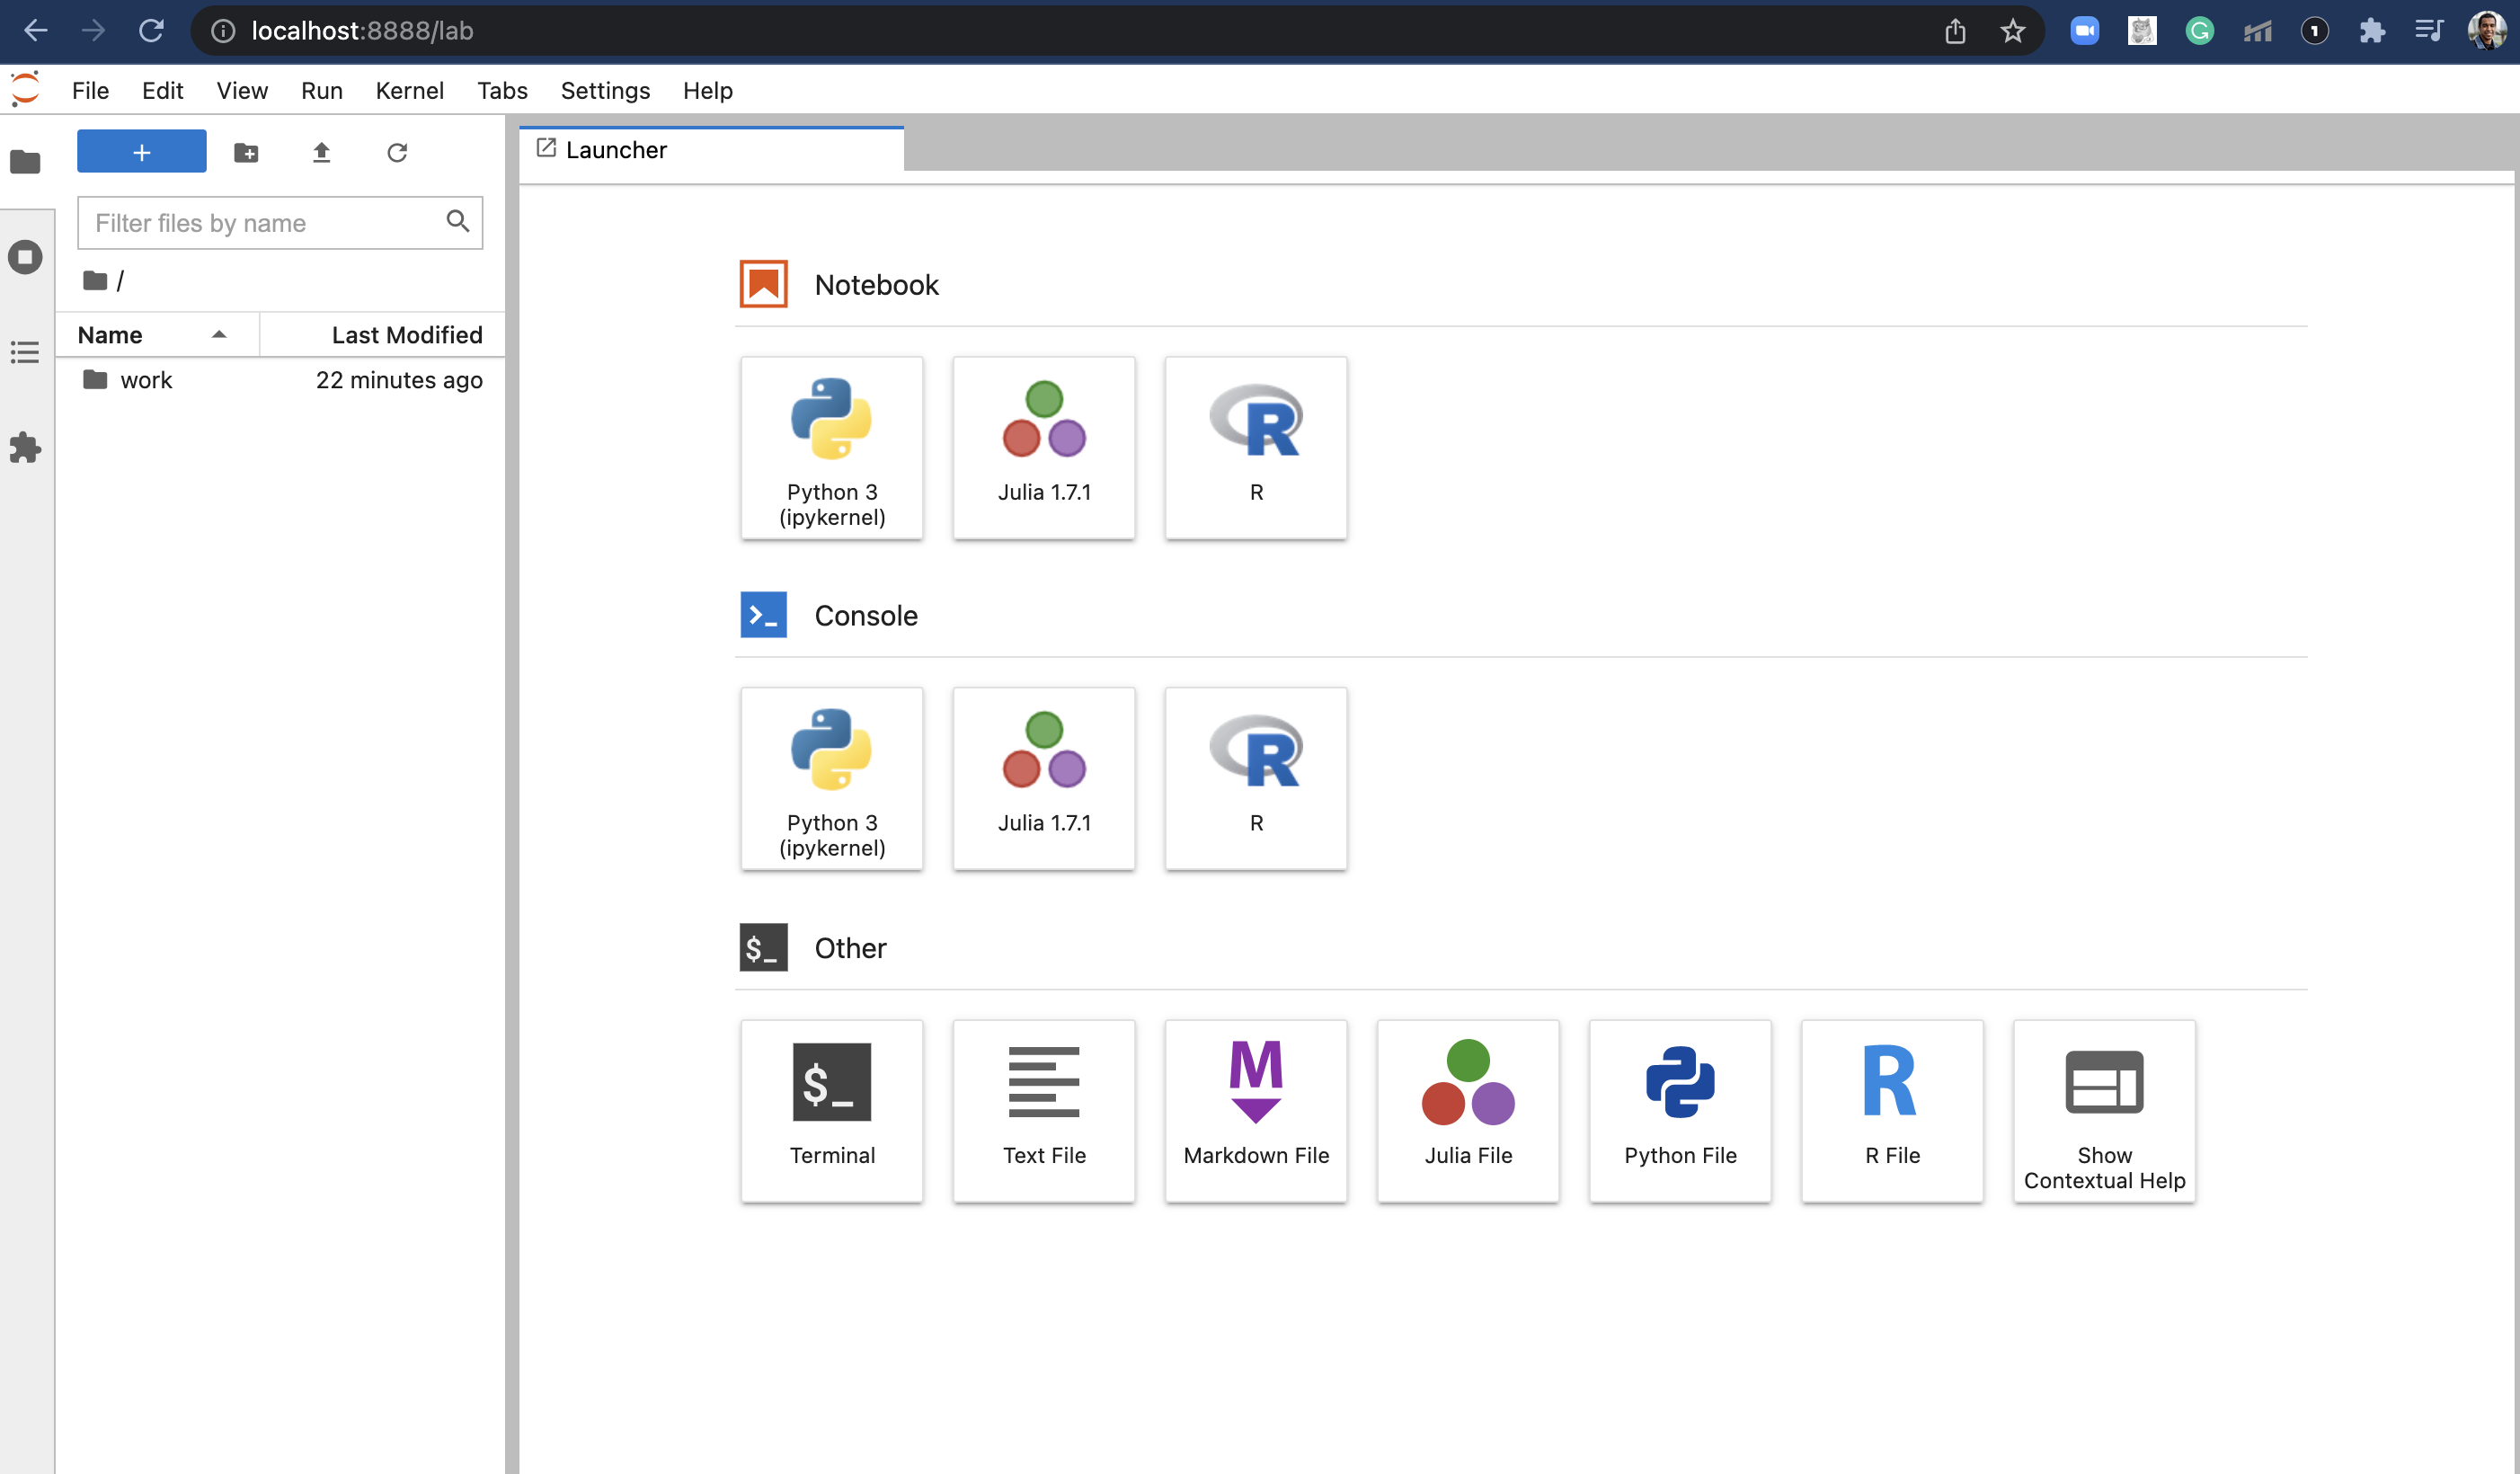 localhost:8888/lab
File Edit View Run Kernel Tabs Settings Help
+
Launcher
Filter files by name
/
Name Last Modified
work 22 minutes ago
Notebook
Python 3
(ipykernel)
Julia 1.7.1
R
Console
Python 3
(ipykernel)
Julia 1.7.1
R
$_ Other
$_
Terminal
Text File
M
Markdown File
Julia File
Python File
R
R File
Show
Contextual Help